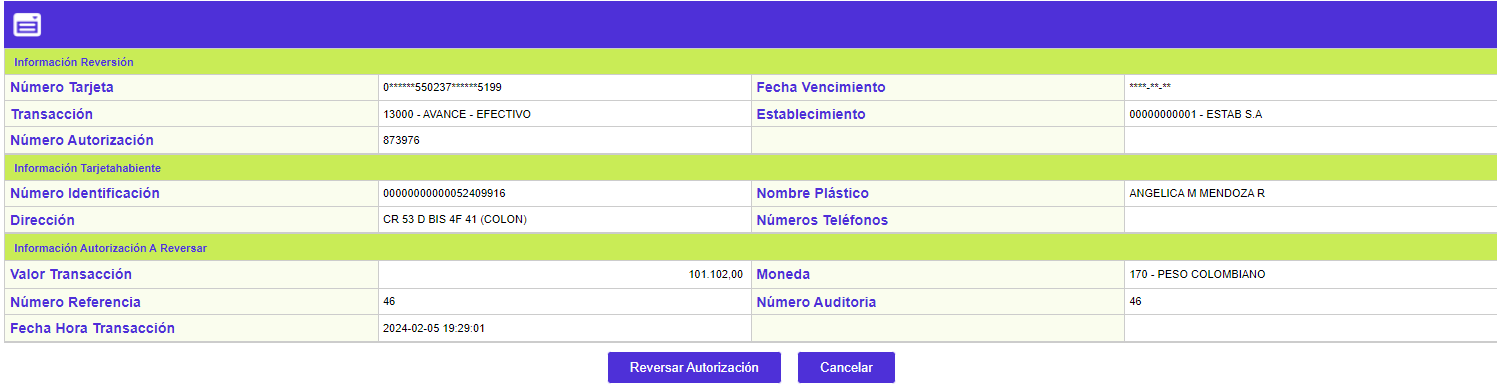 Información Reversión
Número Tarjeta 0******550237******5199 Fecha Vencimiento ****-**-**
Transacción 13000 - AVANCE - EFECTIVO Establecimiento 00000000001 - ESTAB S.A
Número Autorización 873976
Información Tarjetahabiente
Número Identificación 00000000000052409916 Nombre Plástico ANGELICA M MENDOZA R
Dirección CR 53 D BIS 4F 41 (COLON) Números Teléfonos
Información Autorización A Reversar
Valor Transacción 101.102,00 Moneda 170 - PESO COLOMBIANO
Número Referencia 46 Número Auditoria 46
Fecha Hora Transacción 2024-02-05 19:29:01
Reversar Autorización Cancelar